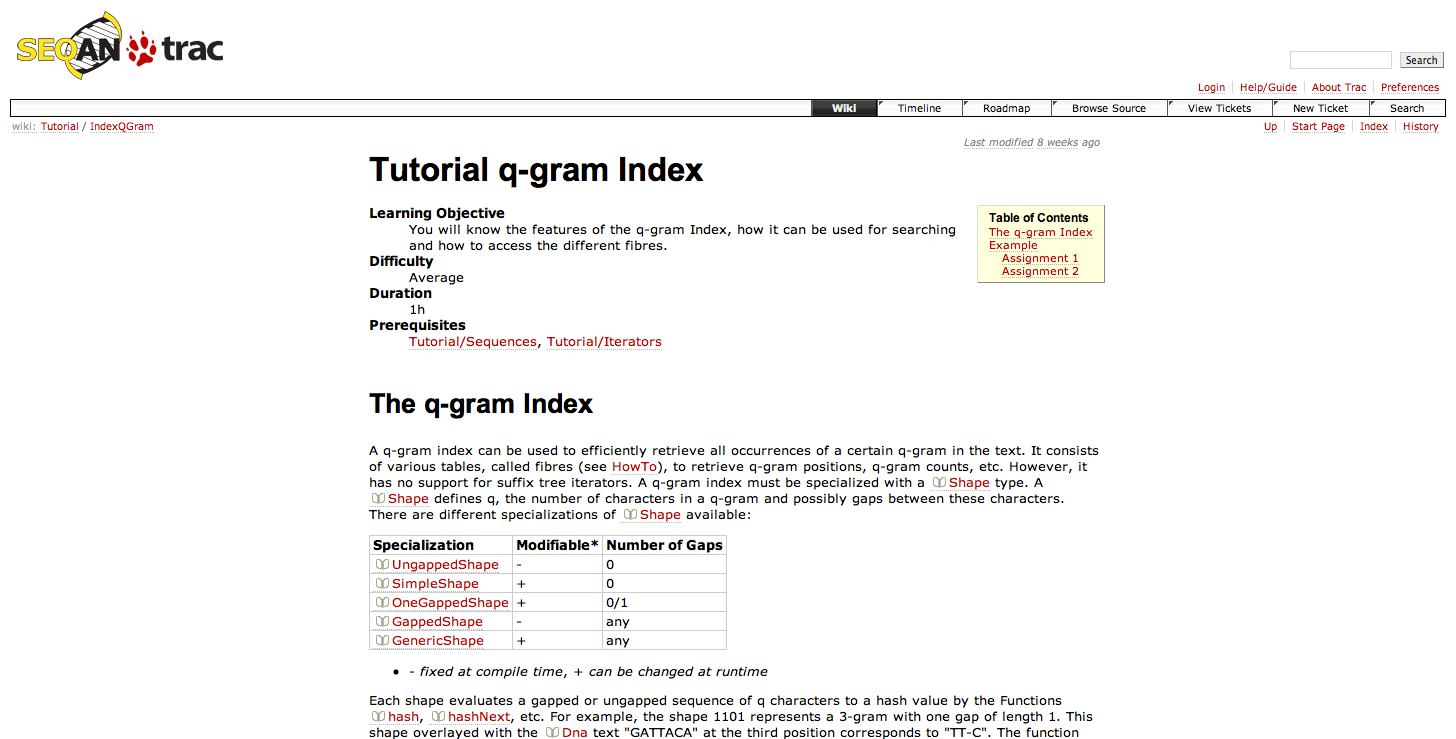 SEQAN trac
Search
Login Help/Guide About Trac Preferences
Wiki Timeline Roadmap Browse Source View Tickets New Ticket Search
wiki: Tutorial / IndexQGram
Up Start Page Index History
Last modified 8 weeks ago
Tutorial q-gram Index
Learning Objective
You will know the features of the q-gram Index, how it can be used for searching
and how to access the different fibres.
Difficulty
Average
Duration
1h
Prerequisites
Tutorial/Sequences, Tutorial/Iterators
Table of Contents
The q-gram Index
Example
Assignment 1
Assignment 2
The q-gram Index
A q-gram index can be used to efficiently retrieve all occurrences of a certain q-gram in the text. It consists
of various tables, called fibres (see HowTo), to retrieve q-gram positions, q-gram counts, etc. However, it
has no support for suffix tree iterators. A q-gram index must be specialized with a Shape type. A
Shape defines q, the number of characters in a q-gram and possibly gaps between these characters.
There are different specializations of Shape available:
Specialization Modifiable* Number of Gaps
UngappedShape - 0
SimpleShape + 0
OneGappedShape + 0/1
GappedShape - any
GenericShape + any
• - fixed at compile time, + can be changed at runtime
Each shape evaluates a gapped or ungapped sequence of q characters to a hash value by the Functions
hash, hashNext, etc. For example, the shape 1101 represents a 3-gram with one gap of length 1. This
shape overlayed with the Dna text "GATTACA" at the third position corresponds to "TT-C". The function